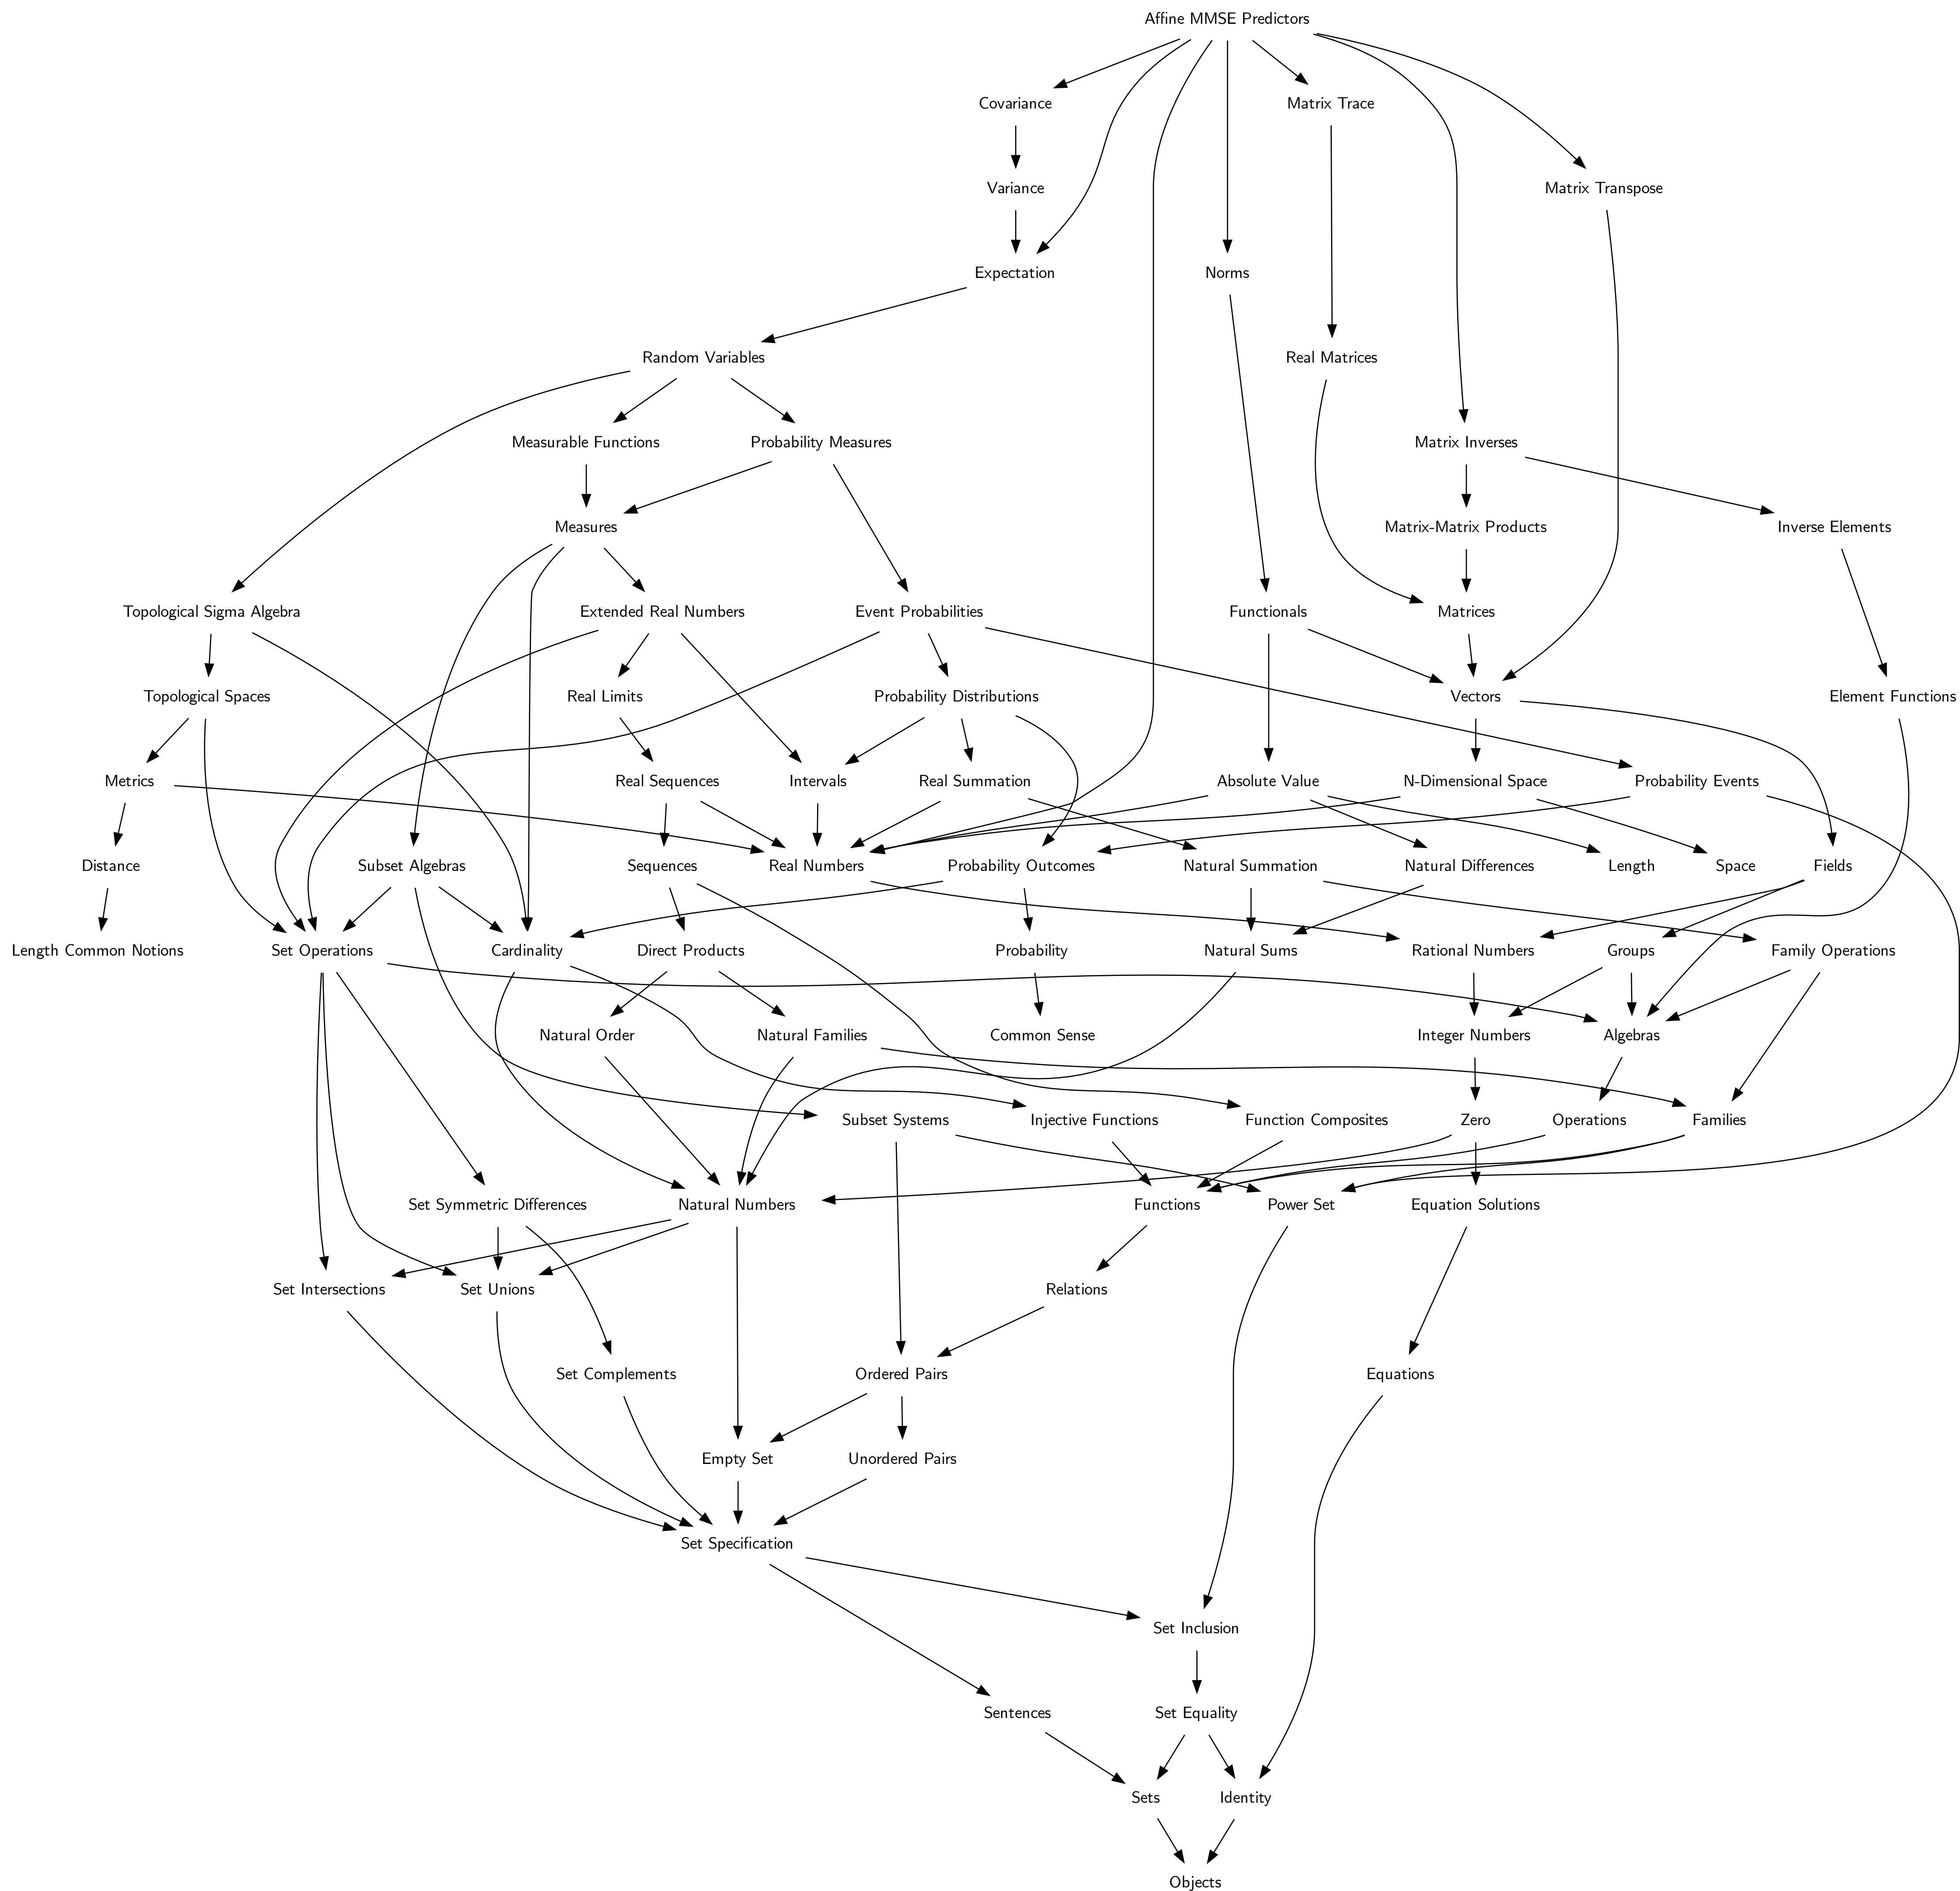 Affine MMSE Predictors
Covariance
Matrix Trace
Variance
Matrix Transpose
Expectation
Norms
Random Variables
Real Matrices
Measurable Functions
Probability Measures
Matrix Inverses
Measures
Matrix-Matrix Products
Inverse Elements
Topological Sigma Algebra
Extended Real Numbers
Event Probabilities
Functionals
Matrices
Topological Spaces
Real Limits
Probability Distributions
Vectors
Element Functions
Metrics
Real Sequences
Intervals
Real Summation
Absolute Value
N-Dimensional Space
Probability Events
Distance
Subset Algebras
Sequences
Real Numbers
Probability Outcomes
Natural Summation
Natural Differences
Length
Space
Fields
Length Common Notions
Set Operations
Cardinality
Direct Products
Probability
Natural Sums
Rational Numbers
Groups
Family Operations
Natural Order
Natural Families
Common Sense
Integer Numbers
Algebras
Subset Systems
Injective Functions
Function Composites
Zero
Operations
Families
Set Symmetric Differences
Natural Numbers
Functions
Power Set
Equation Solutions
Set Intersections
Set Unions
Relations
Set Complements
Ordered Pairs
Equations
Empty Set
Unordered Pairs
Set Specification
Set Inclusion
Sentences
Set Equality
Sets
Identity
Objects